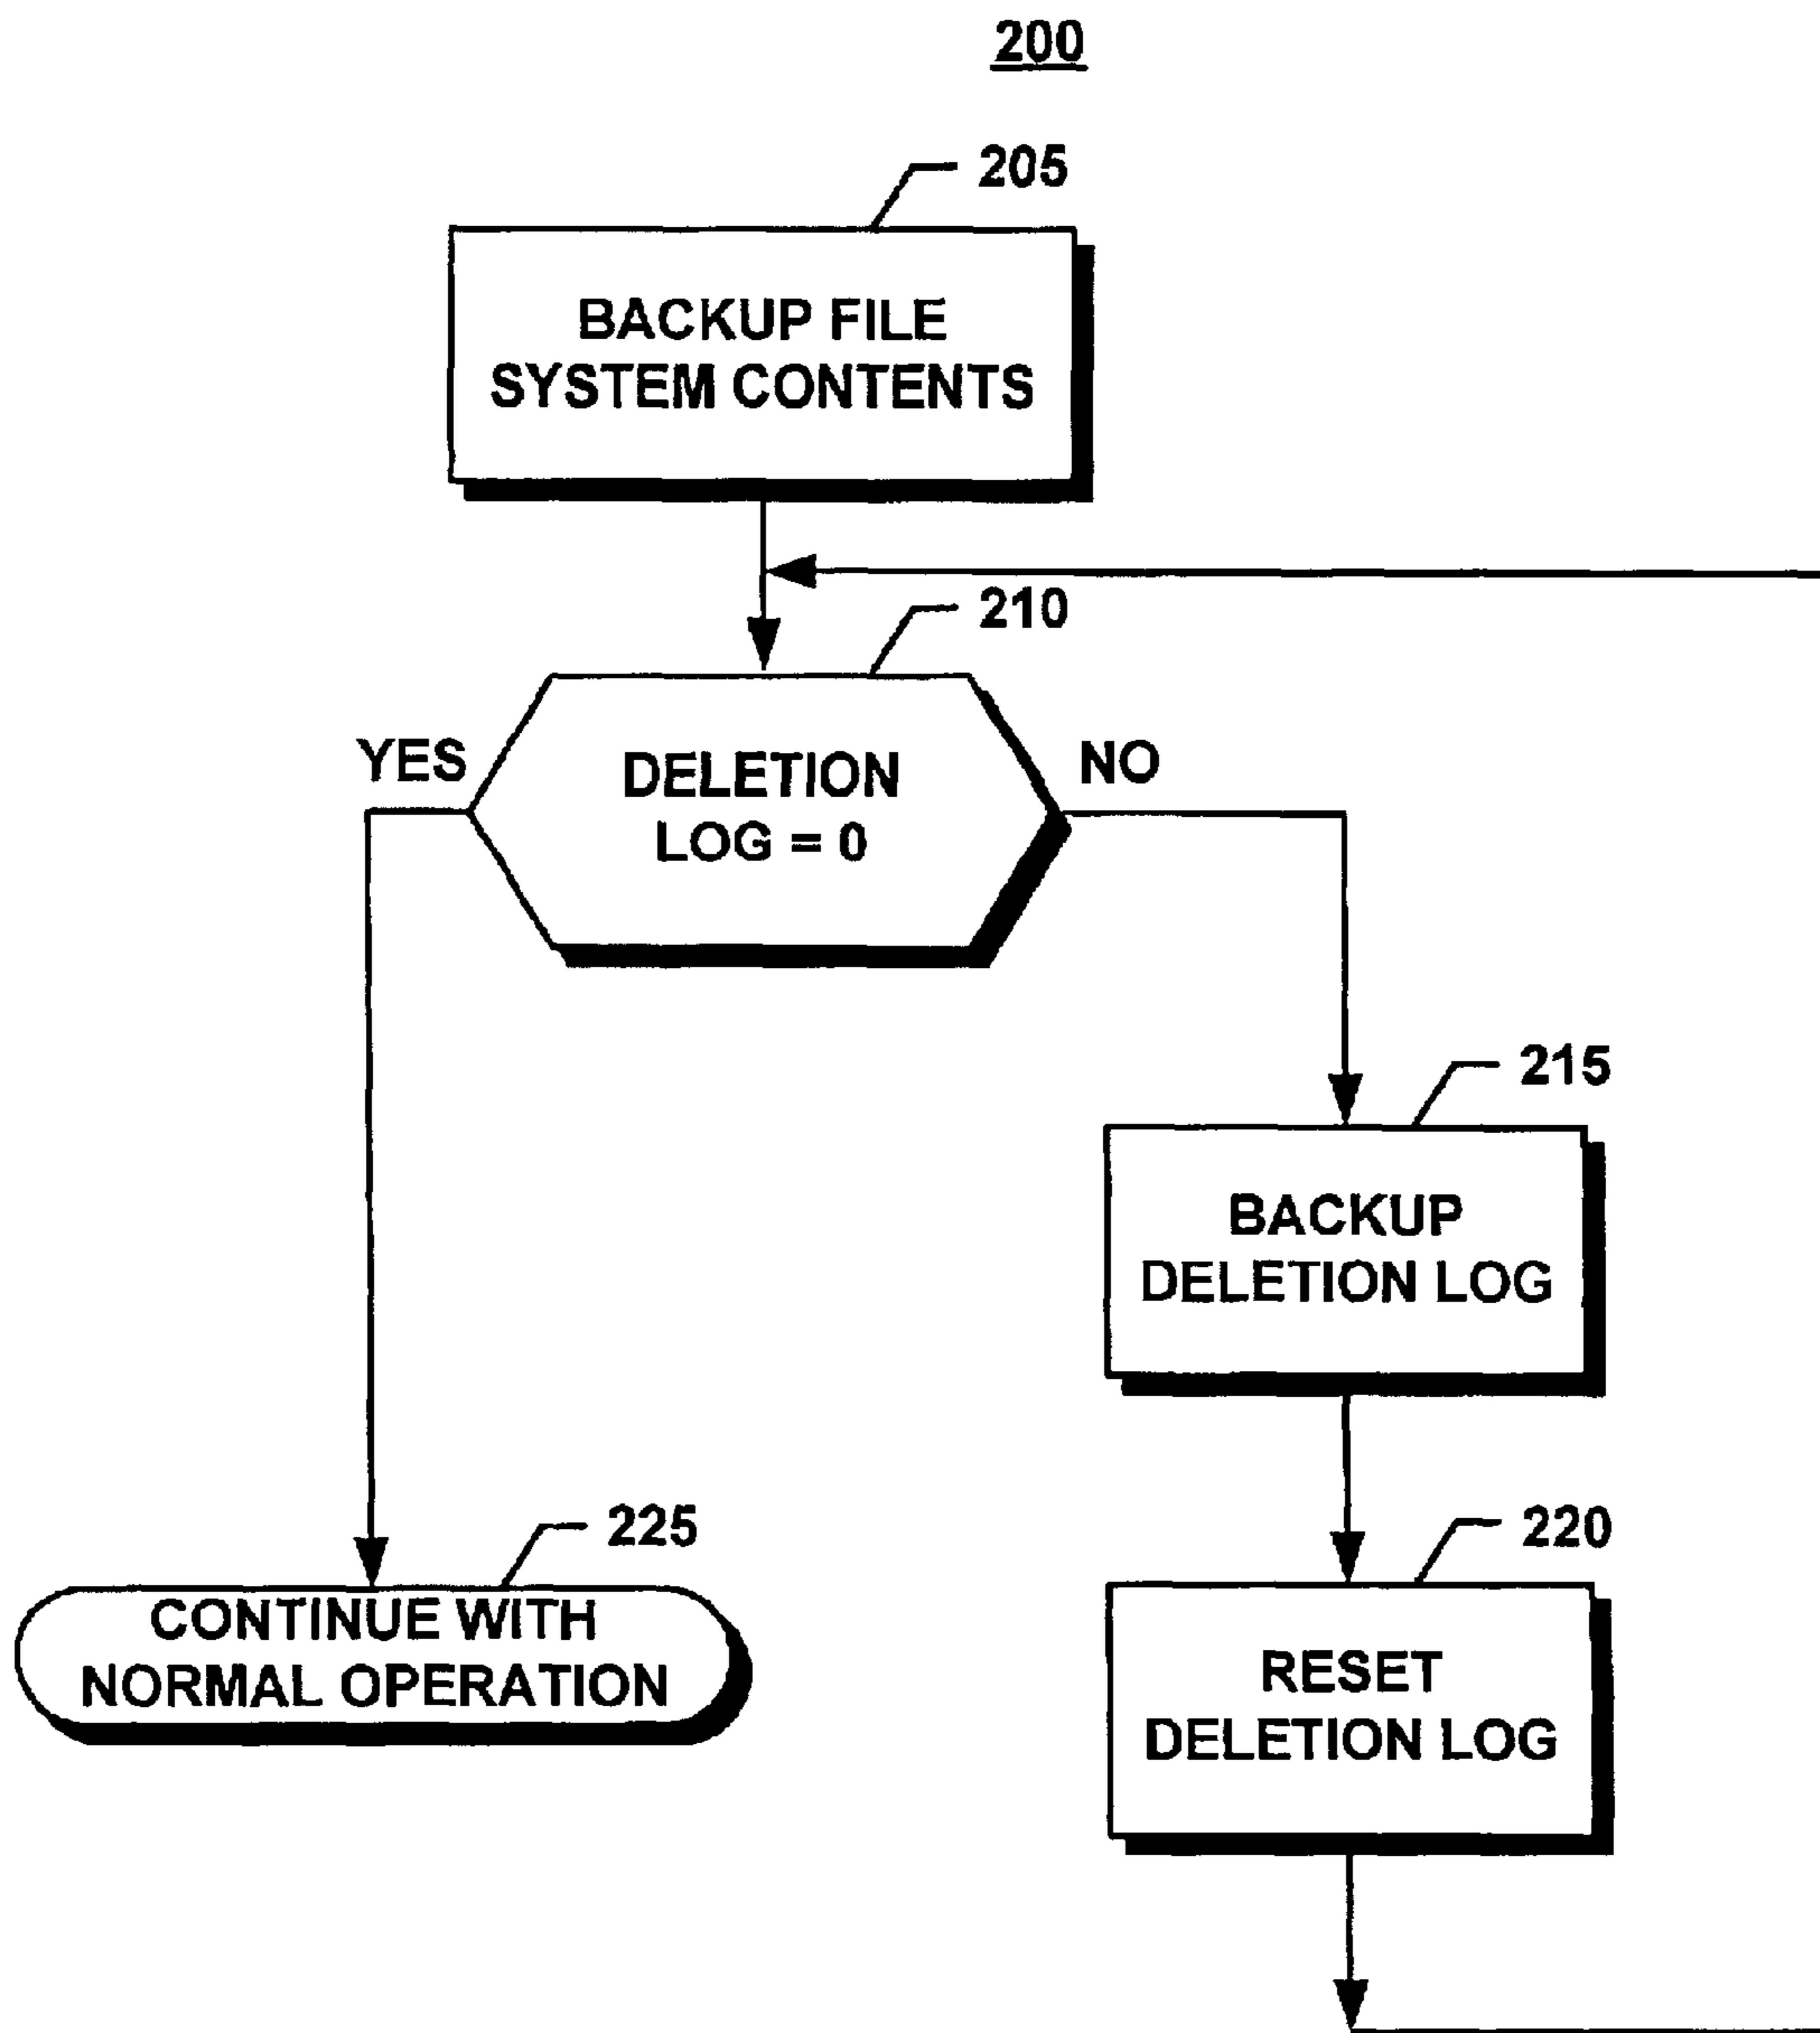 200
205
BACKUP FILE
SYSTEM CONTENTS
210
YES
DELETION
LOG = 0
NO
215
BACKUP
DELETION LOG
225
CONTINUE WITH
NORMAL OPERATION
220
RESET
DELETION LOG